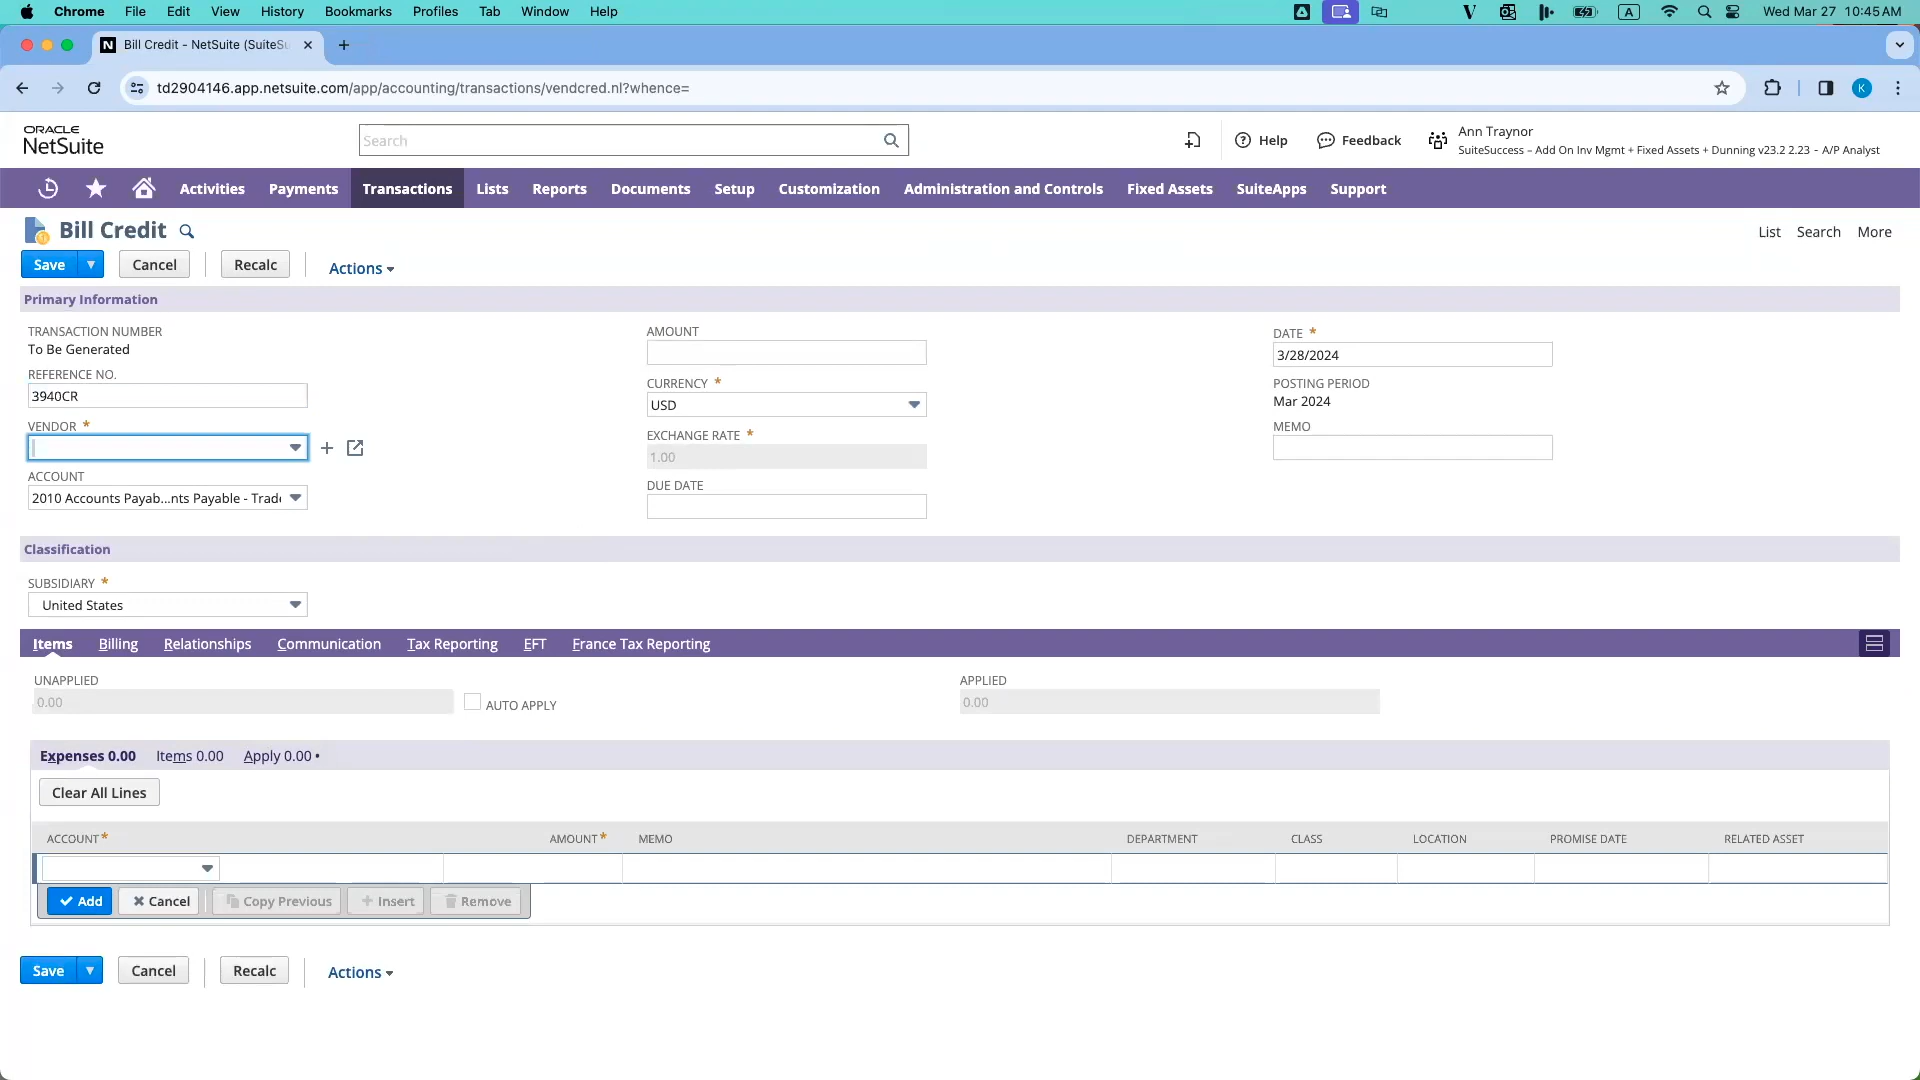 Chrome File Edit View History Bookmarks Profiles Tab Window Help
A
Wed Mar 27 10:45 AM
N Bill Credit - NetSuite (SuiteSu
td2904146.app.netsuite.com/app/accounting/transactions/vendcred.nl?whence=
K
ORACLE
NetSuite
Search
Help
Feedback
Ann Traynor
SuiteSuccess – Add On Inv Mgmt + Fixed Assets + Dunning v23.2 2.23 - A/P Analyst
Activities Payments Transactions Lists Reports Documents Setup Customization Administration and Controls Fixed Assets SuiteApps Support
Bill Credit
List Search More
Save Cancel Recalc Actions
Primary Information
TRANSACTION NUMBER
To Be Generated
REFERENCE NO.
3940CR
VENDOR *
ACCOUNT
2010 Accounts Payab...nts Payable - Trade
AMOUNT
CURRENCY *
USD
EXCHANGE RATE *
1.00
DUE DATE
DATE *
3/28/2024
POSTING PERIOD
Mar 2024
MEMO
Classification
SUBSIDIARY *
United States
Items Billing Relationships Communication Tax Reporting EFT France Tax Reporting
UNAPPLIED
0.00
AUTO APPLY
APPLIED
0.00
Expenses 0.00 Items 0.00 Apply 0.00 •
Clear All Lines
ACCOUNT * AMOUNT * MEMO DEPARTMENT CLASS LOCATION PROMISE DATE RELATED ASSET
Add Cancel Copy Previous Insert Remove
Save Cancel Recalc Actions